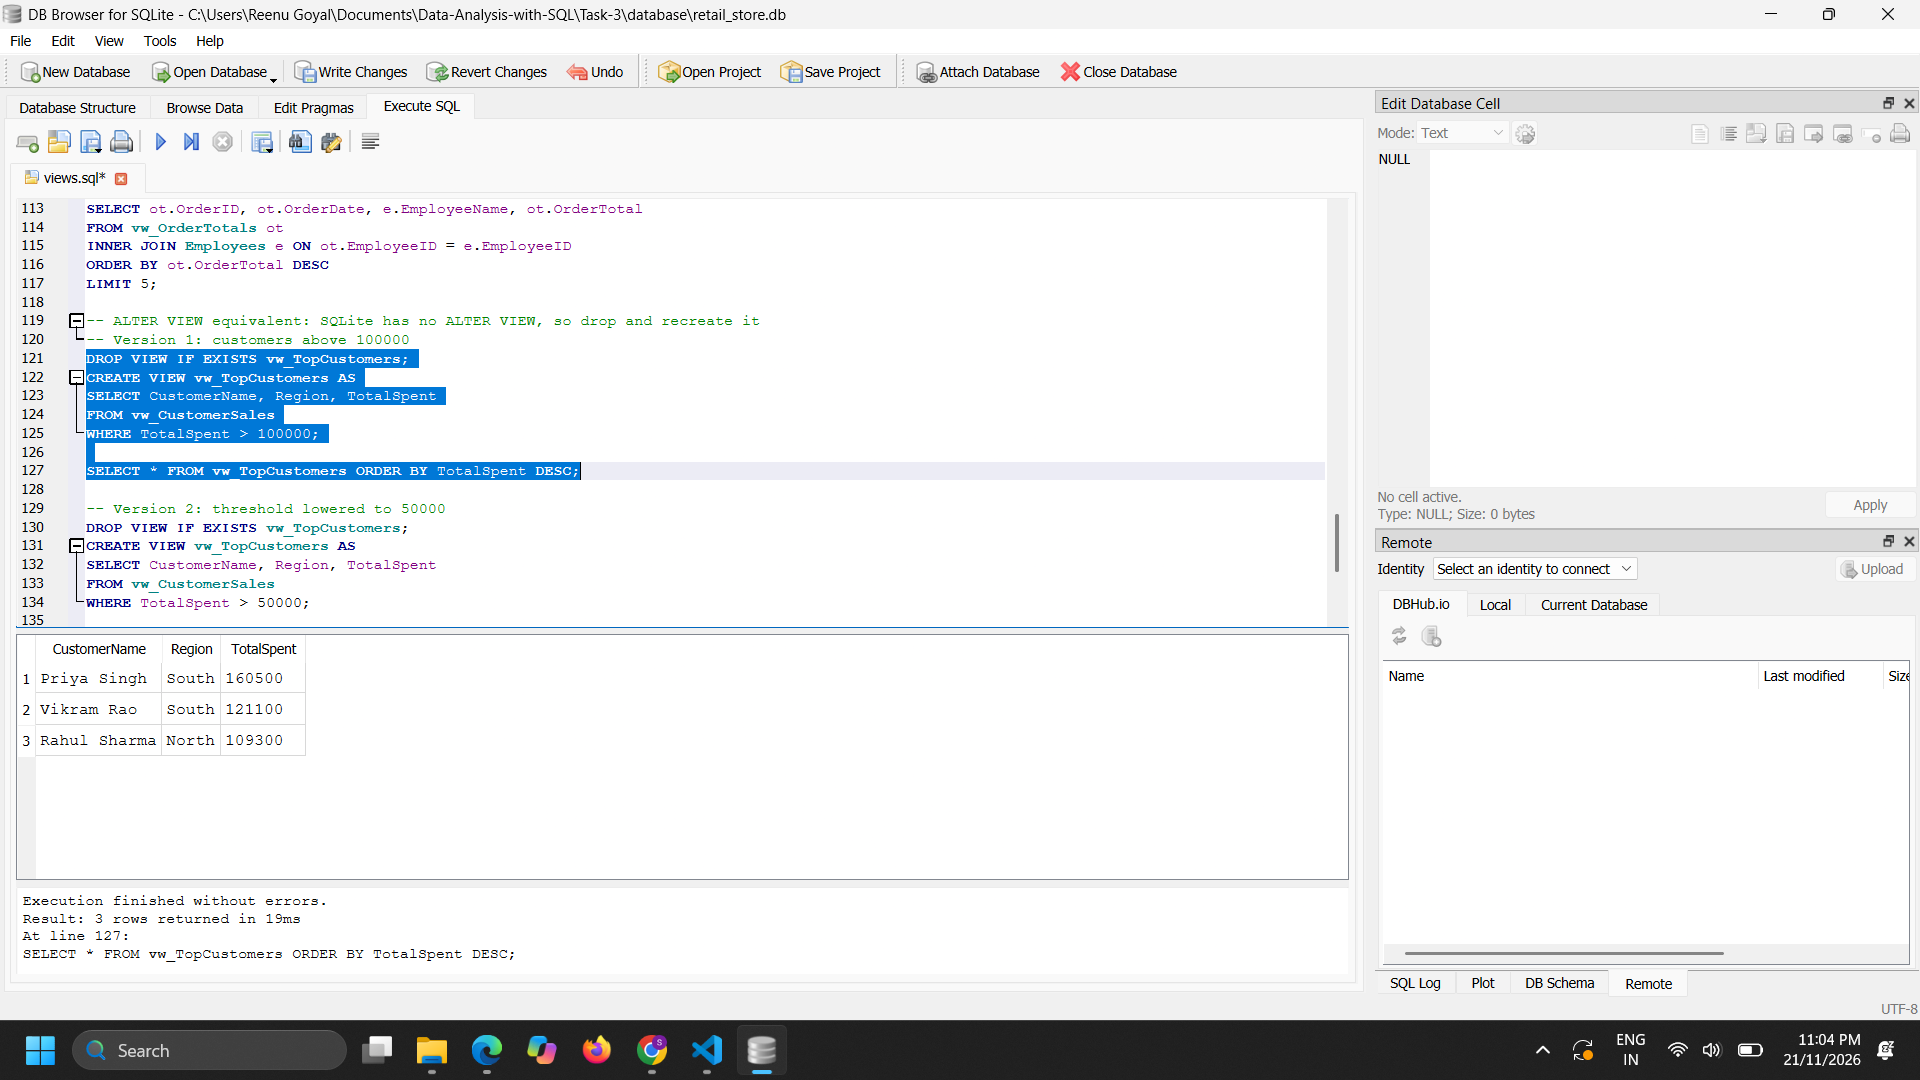 DB Browser for SQLite - C:\Users\Reenu Goyal\Documents\Data-Analysis-with-SQL\Task-3\database\retail_store.db
File Edit View Tools Help
New Database Open Database Write Changes Revert Changes Undo Open Project Save Project Attach Database Close Database
Database Structure Browse Data Edit Pragmas Execute SQL
views.sql*
113 SELECT ot.OrderID, ot.OrderDate, e.EmployeeName, ot.OrderTotal
114 FROM vw_OrderTotals ot
115 INNER JOIN Employees e ON ot.EmployeeID = e.EmployeeID
116 ORDER BY ot.OrderTotal DESC
117 LIMIT 5;
118
119 -- ALTER VIEW equivalent: SQLite has no ALTER VIEW, so drop and recreate it
120 -- Version 1: customers above 100000
121 DROP VIEW IF EXISTS vw_TopCustomers;
122 CREATE VIEW vw_TopCustomers AS
123 SELECT CustomerName, Region, TotalSpent
124 FROM vw_CustomerSales
125 WHERE TotalSpent > 100000;
126
127 SELECT * FROM vw_TopCustomers ORDER BY TotalSpent DESC;
128
129 -- Version 2: threshold lowered to 50000
130 DROP VIEW IF EXISTS vw_TopCustomers;
131 CREATE VIEW vw_TopCustomers AS
132 SELECT CustomerName, Region, TotalSpent
133 FROM vw_CustomerSales
134 WHERE TotalSpent > 50000;
135
CustomerName Region TotalSpent
1 Priya Singh South 160500
2 Vikram Rao South 121100
3 Rahul Sharma North 109300
Execution finished without errors.
Result: 3 rows returned in 19ms
At line 127:
SELECT * FROM vw_TopCustomers ORDER BY TotalSpent DESC;
Edit Database Cell
Mode: Text
NULL
No cell active.
Type: NULL; Size: 0 bytes
Apply
Remote
Identity Select an identity to connect Upload
DBHub.io Local Current Database
Name Last modified Size
SQL Log Plot DB Schema Remote
UTF-8
Search
ENG
IN
11:04 PM
21/11/2026